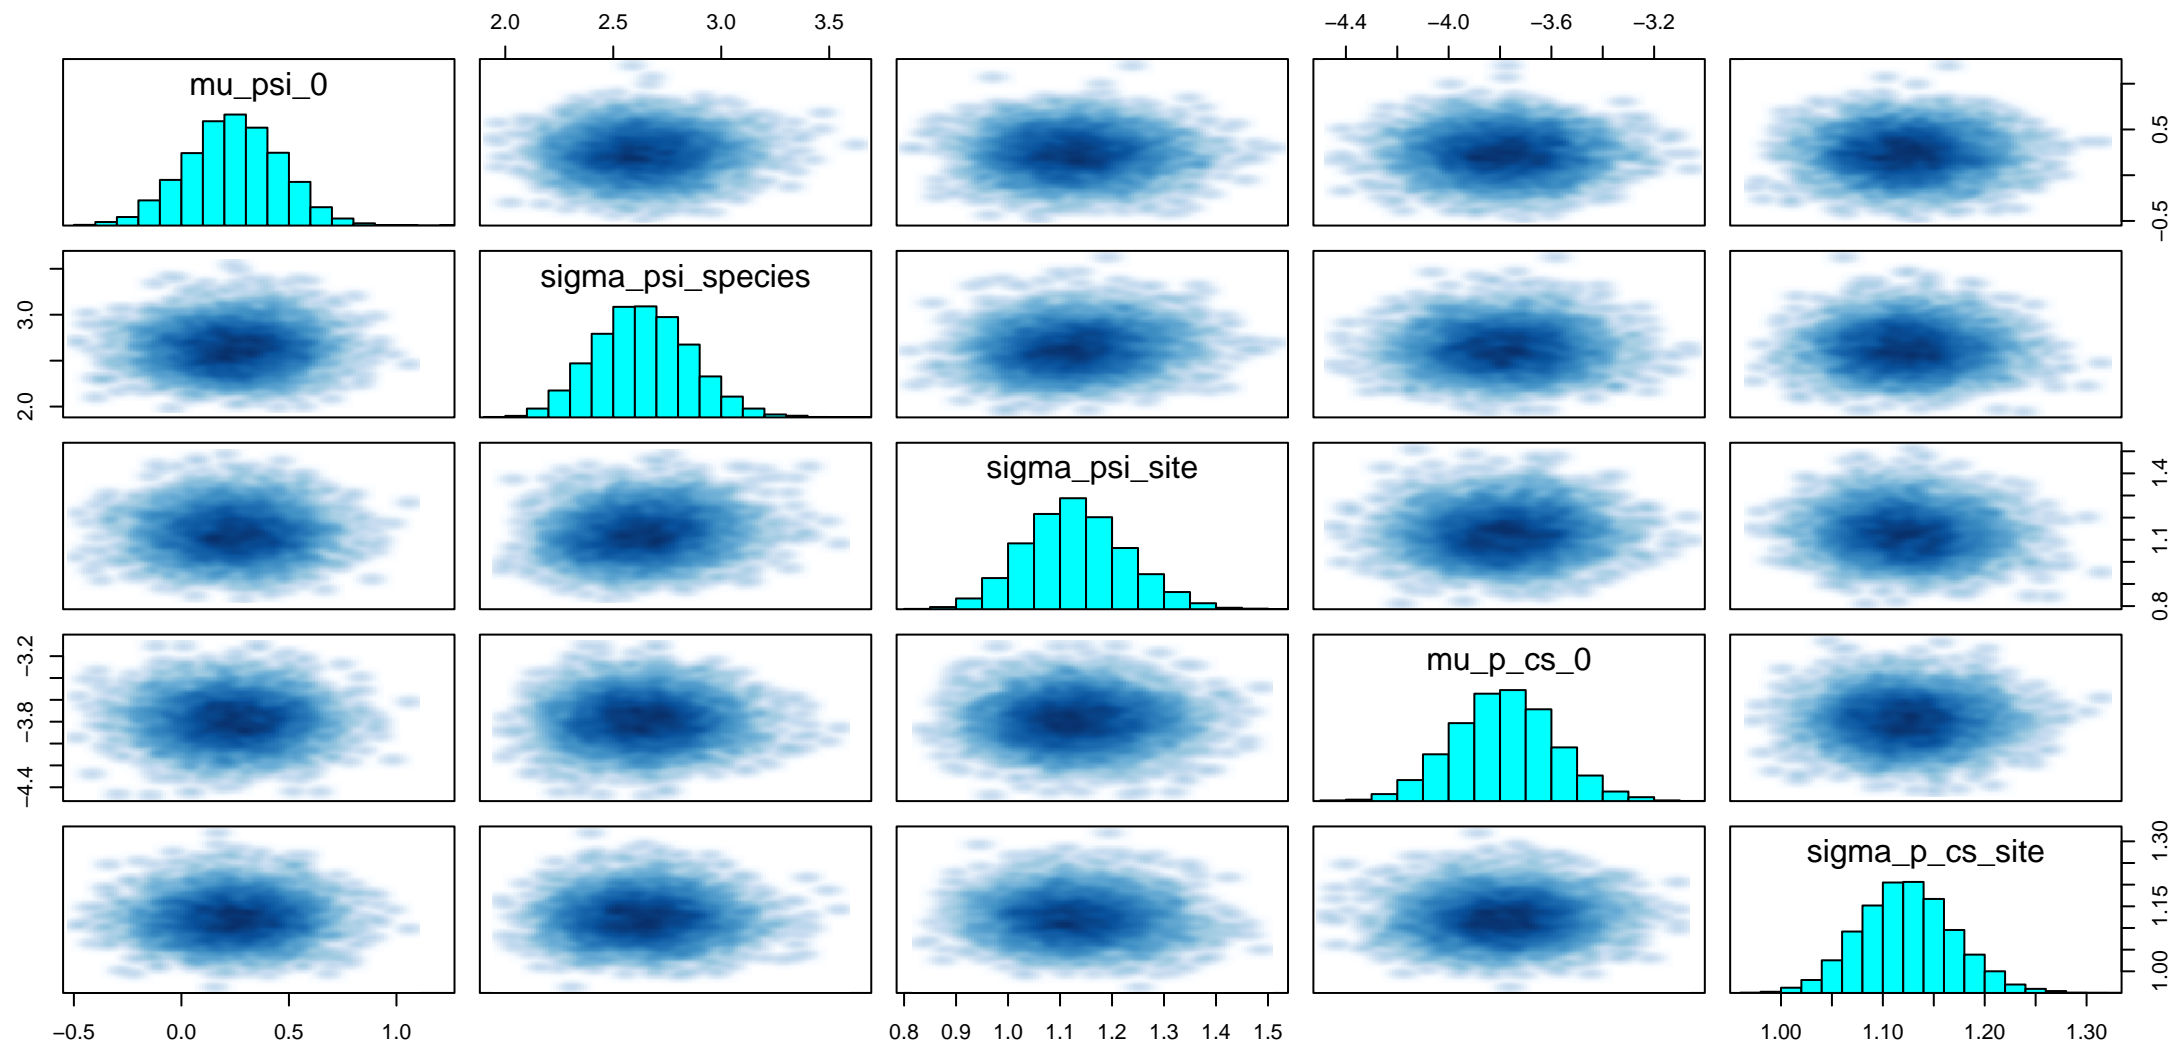 2.0 2.5 3.0 3.5 −4.4 −4.0 −3.6 −3.2
mu_psi_0
−0.5 0.5
sigma_psi_species
2.0 3.0
sigma_psi_site
0.8 1.1 1.4
mu_p_cs_0
−4.4 −3.8 −3.2
sigma_p_cs_site
1.00 1.15 1.30
−0.5 0.0 0.5 1.0 0.8 0.9 1.0 1.1 1.2 1.3 1.4 1.5 1.00 1.10 1.20 1.30